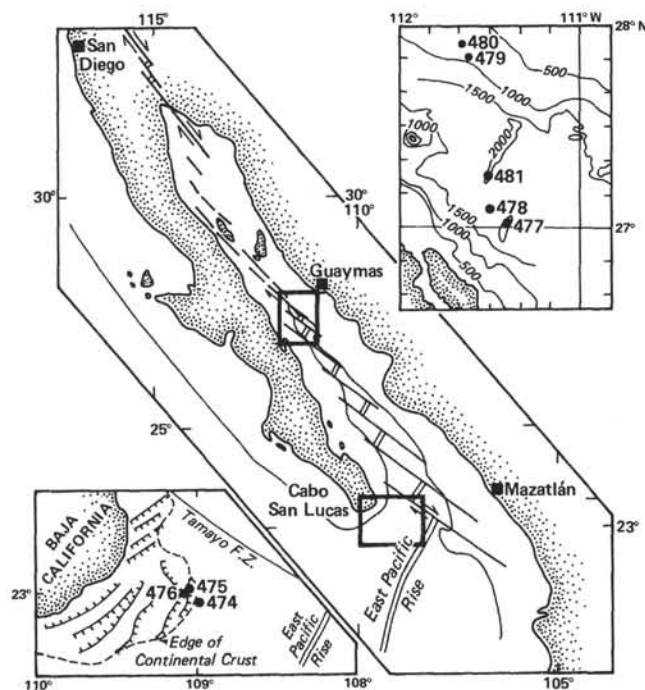 115°
San
Diego
30°
30°
110°
Guaymas
25°
Cabo
San Lucas
Mazatlán
23°
East Pacific
Rise
108°
105°
112°
111° W
28° N
480
479
500
1000
1500
1000
2000
481
478
477
1500
1000
500
27°
BAJA
CALIFORNIA
Tamayo F.Z.
23°
476
475
474
Edge of
Continental Crust
East
Pacific
Rise
110°
109°